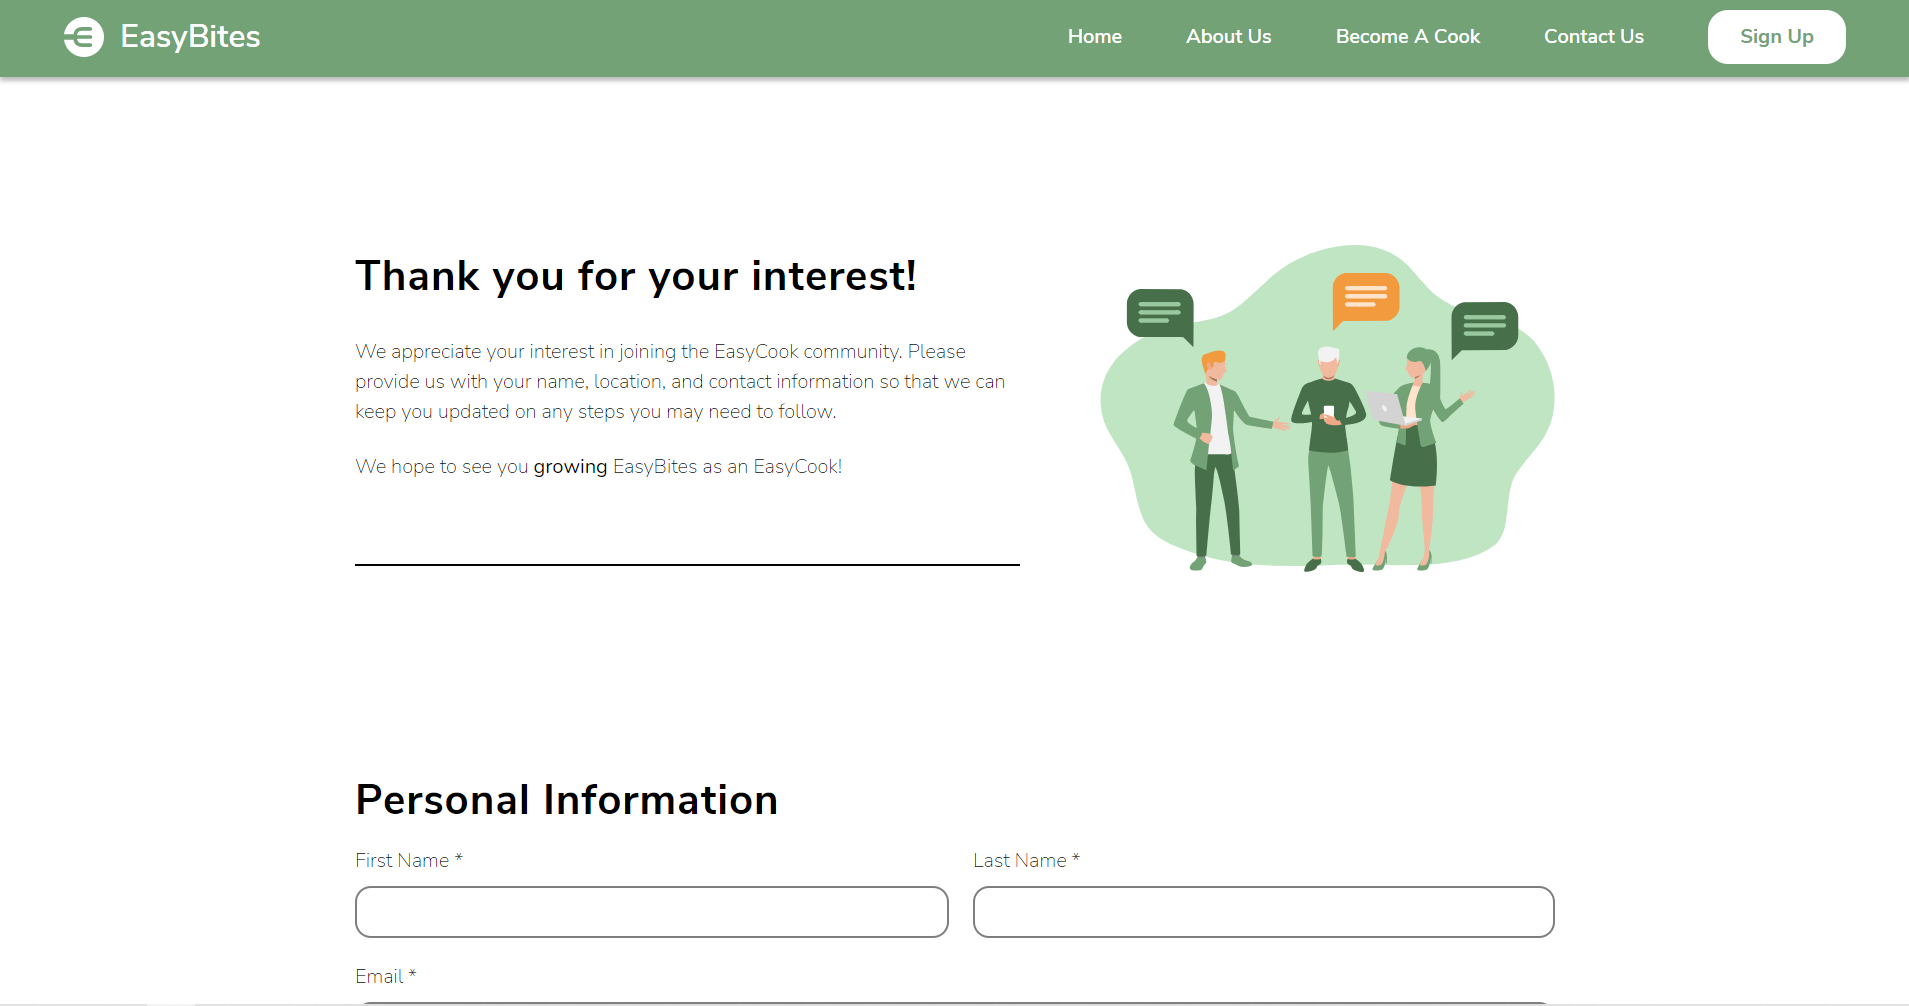 EasyBites
Home
About Us
Become A Cook
Contact Us
Sign Up
Thank you for your interest!
We appreciate your interest in joining the EasyCook community. Please
provide us with your name, location, and contact information so that we can
keep you updated on any steps you may need to follow.
We hope to see you growing EasyBites as an EasyCook!
Personal Information
First Name *
Last Name *
Email *